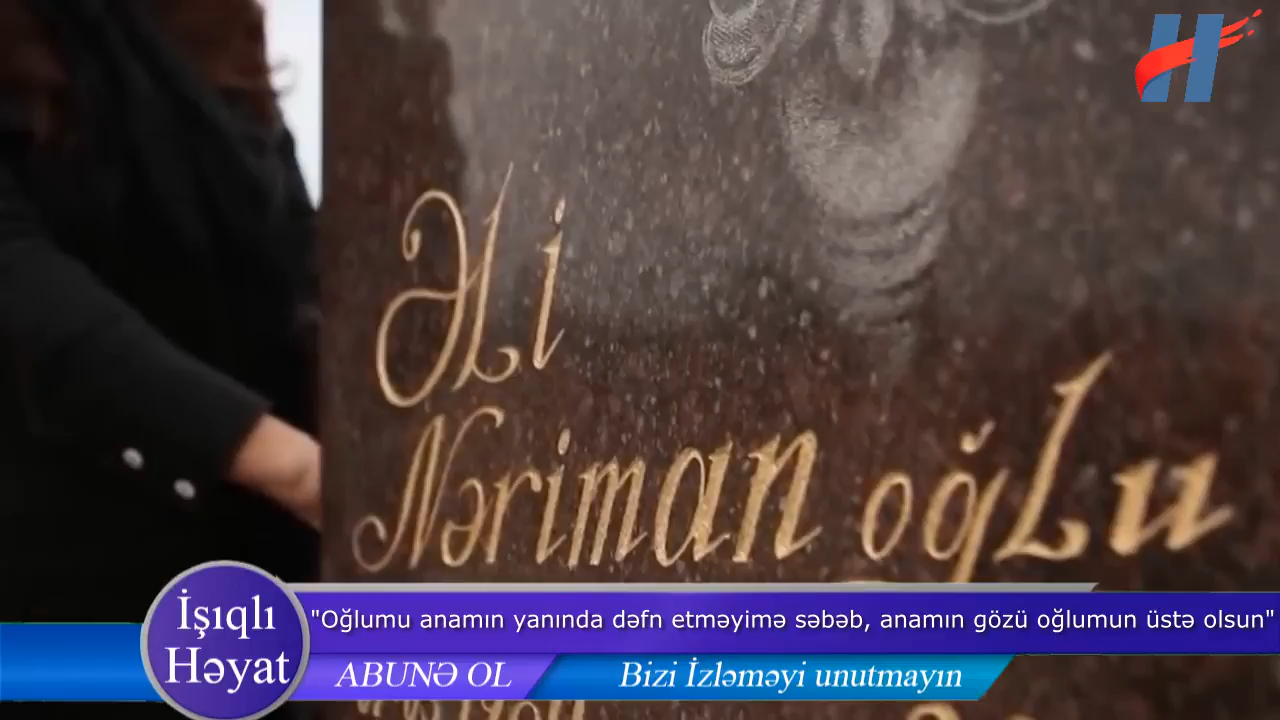 Əli
Nəriman oğlu
İşıqlı
Həyat
"Oğlumu anamın yanında dəfn etməyimə səbəb, anamın gözü oğlumun üstə olsun"
ABUNƏ OL
Bizi İzləməyi unutmayın